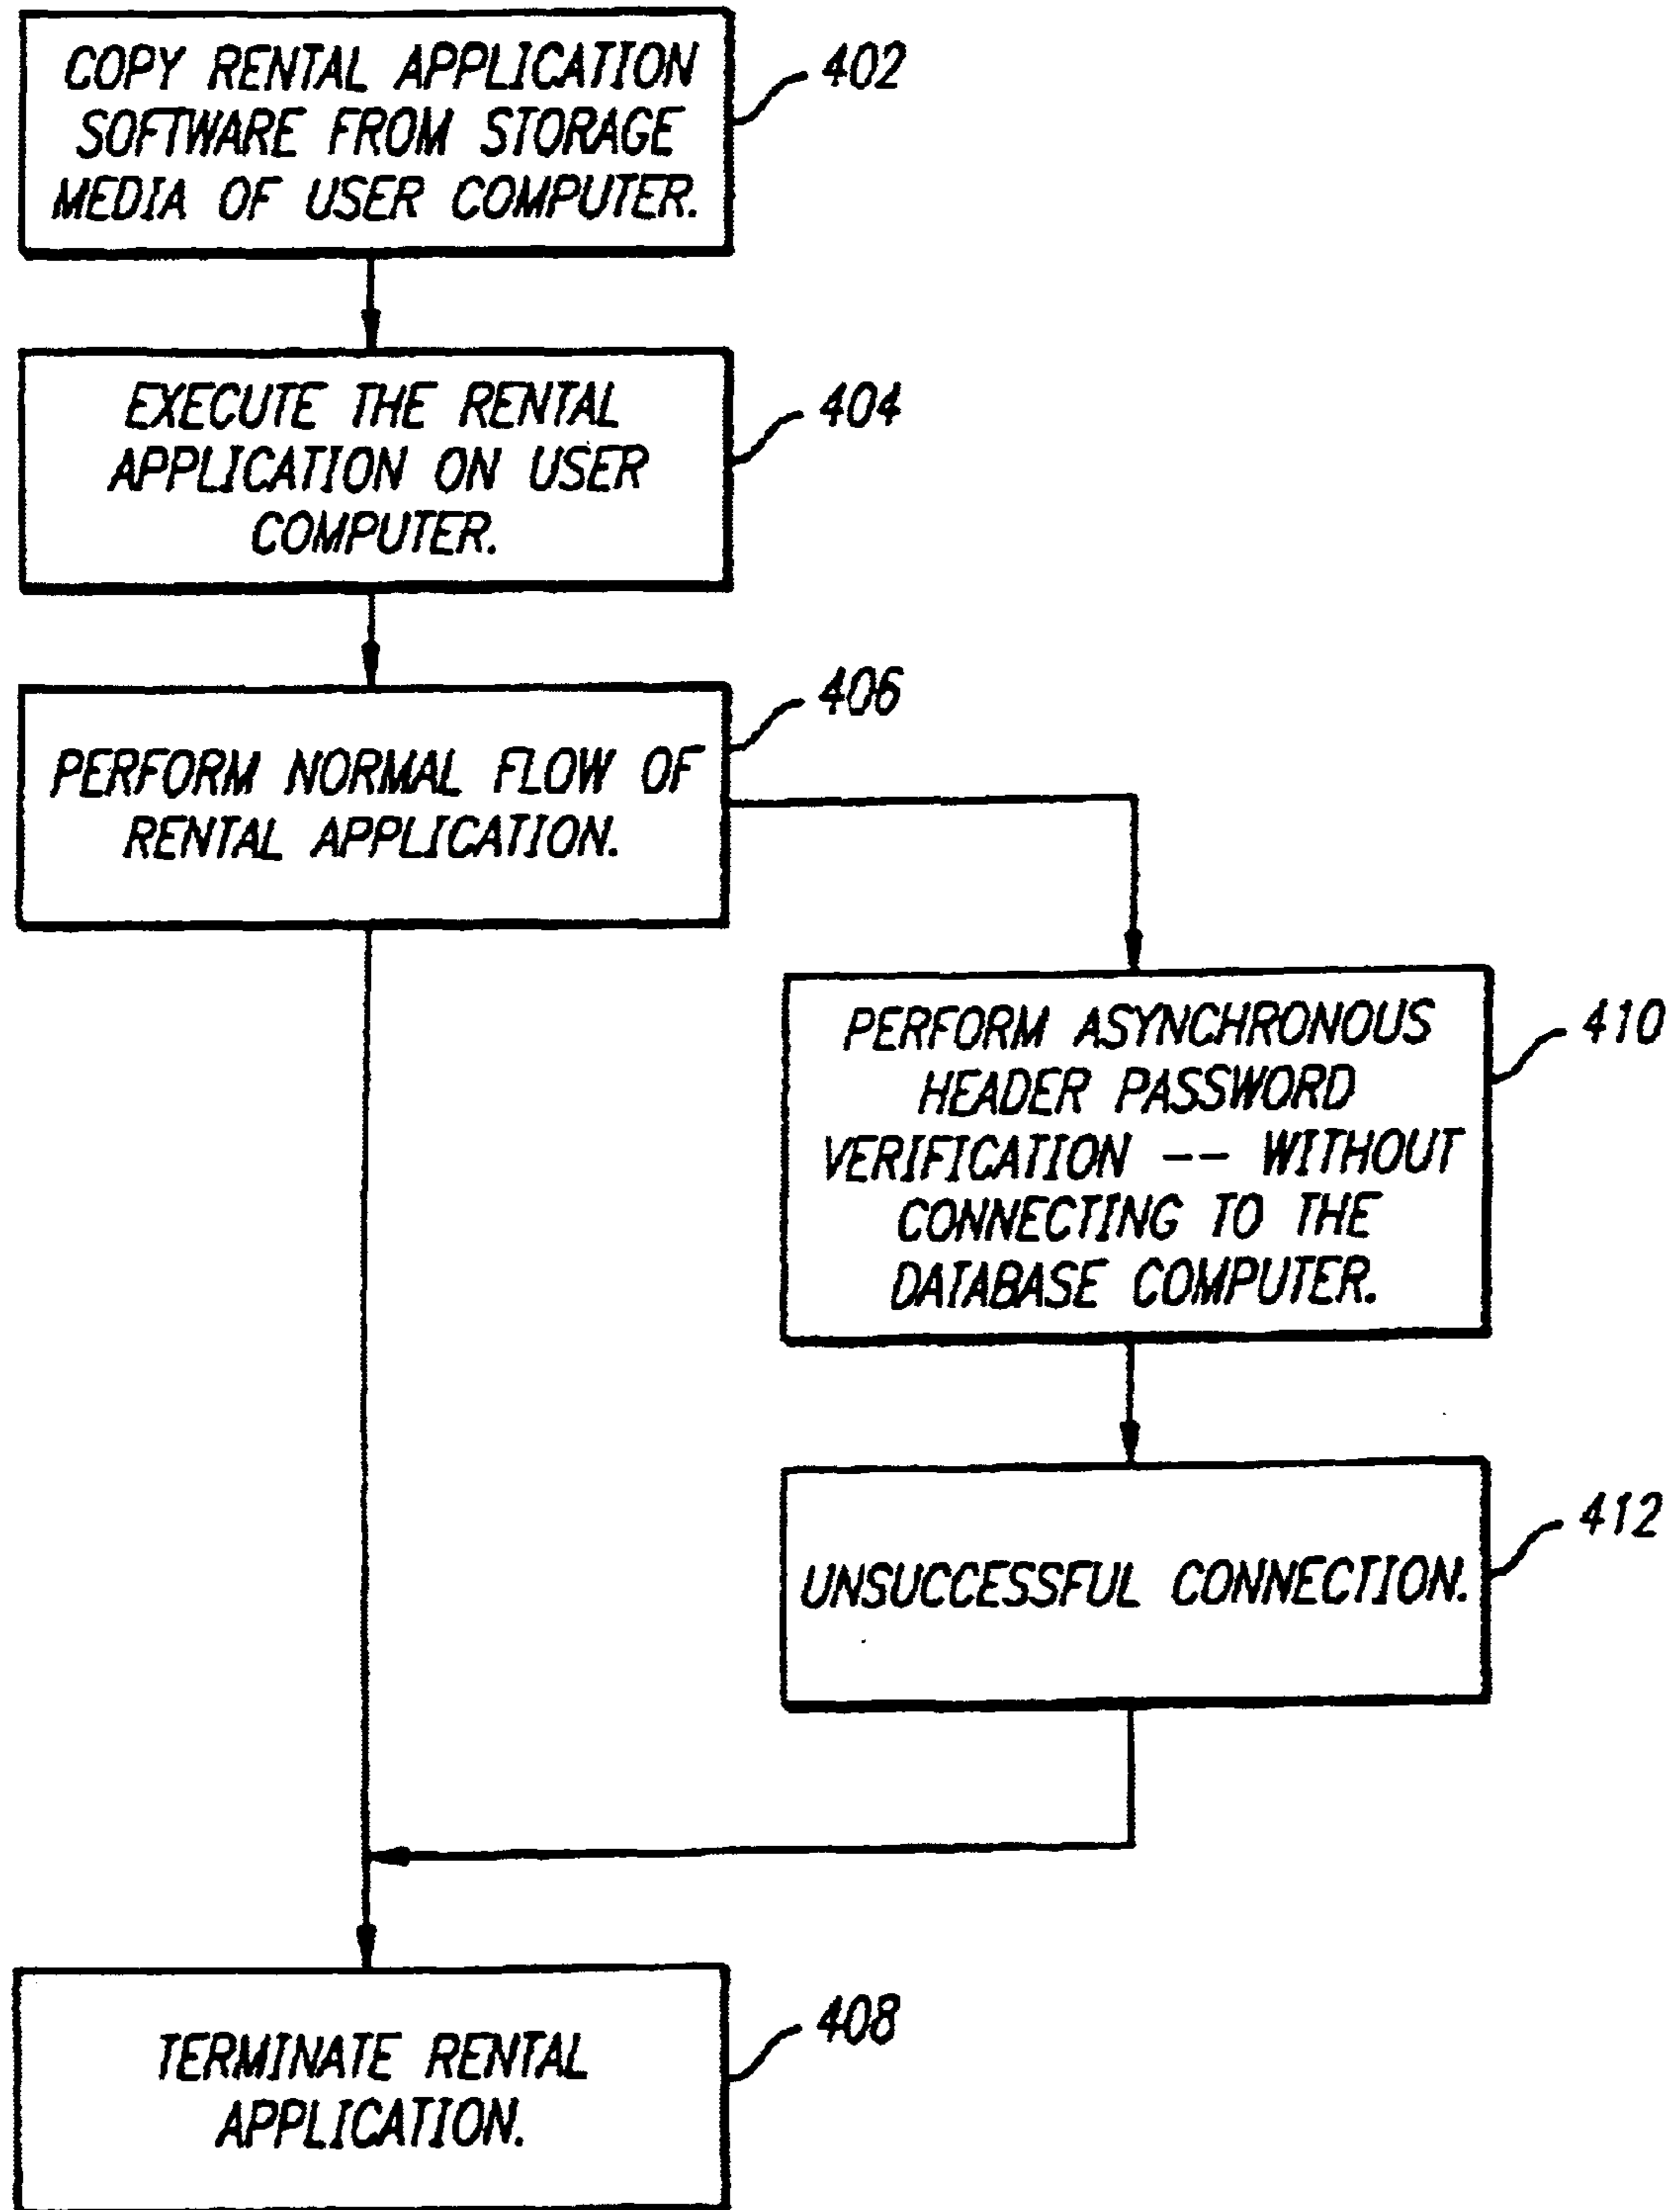 COPY RENTAL APPLICATION
SOFTWARE FROM STORAGE
MEDIA OF USER COMPUTER.
402
EXECUTE THE RENTAL
APPLICATION ON USER
COMPUTER.
404
PERFORM NORMAL FLOW OF
RENTAL APPLICATION.
406
PERFORM ASYNCHRONOUS
HEADER PASSWORD
VERIFICATION -- WITHOUT
CONNECTING TO THE
DATABASE COMPUTER.
410
UNSUCCESSFUL CONNECTION.
412
TERMINATE RENTAL
APPLICATION.
408